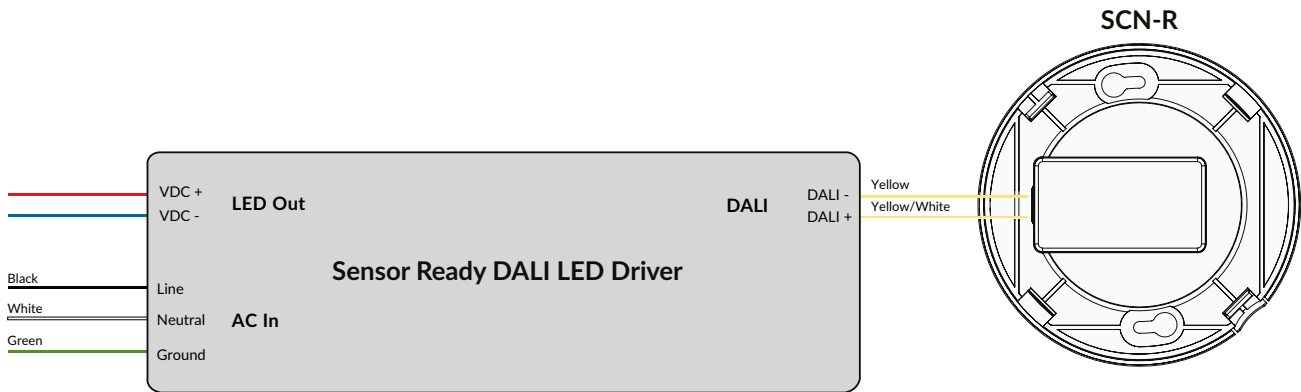 SCN-R
VDC +
VDC -
LED Out
DALI
DALI -
DALI +
Yellow
Yellow/White
Sensor Ready DALI LED Driver
Black
White
Green
Line
Neutral
Ground
AC In